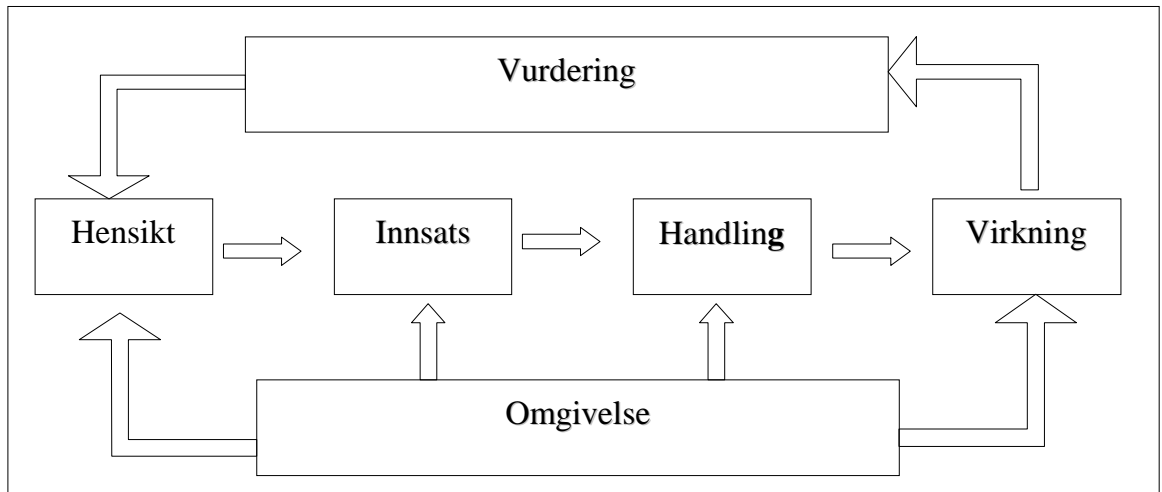 Vurdering
Hensikt
Innsats
Handling
Virkning
Omgivelse